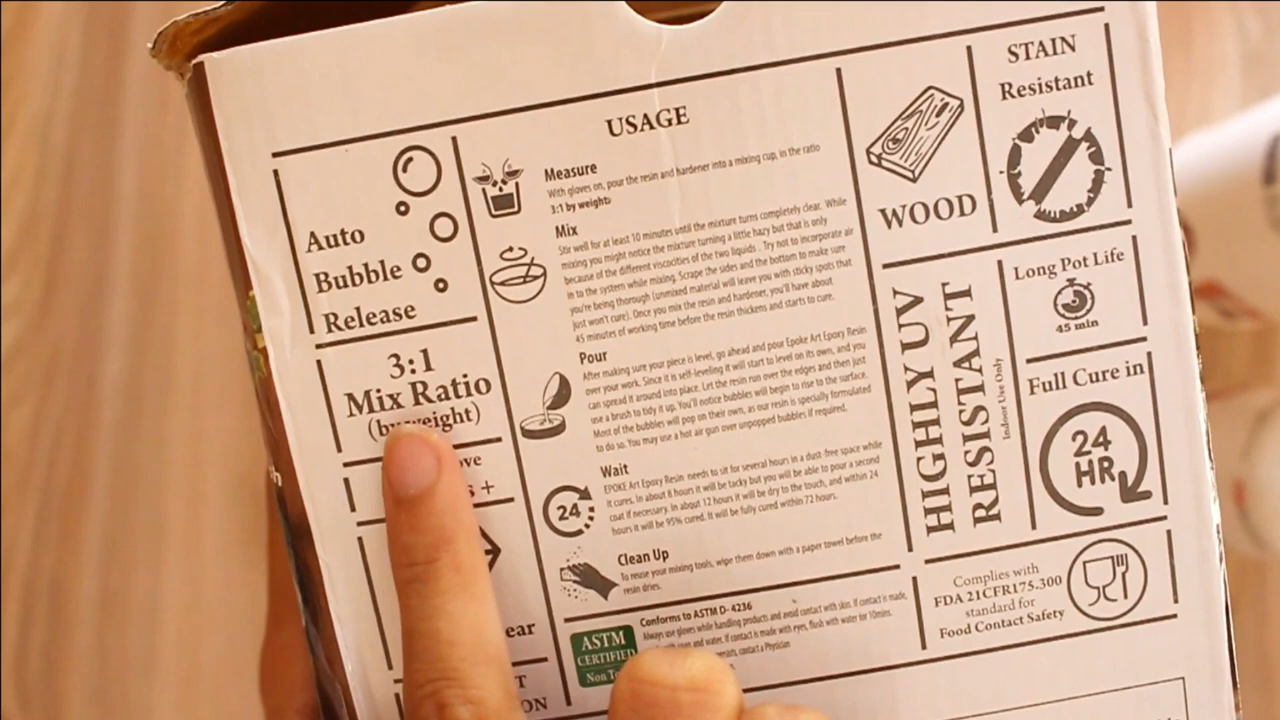 Auto
Bubble
Release
3:1
Mix Ratio
(by weight)
+
USAGE
Measure
With gloves on, pour the resin and hardener into a mixing cup, in the ratio
3:1 by weight.
Mix
Stir well for at least 10 minutes until the mixture turns completely clear. While
mixing you might notice the mixture turning a little hazy but that is only
because of the different viscosities of the two liquids . Try not to incorporate air
in to the system while mixing. Scrape the sides and the bottom to make sure
you're being thorough (unmixed material will leave you with sticky spots that
just won't cure). Once you mix the resin and hardener, you'll have about
45 minutes of working time before the resin thickens and starts to cure.
Pour
After making sure your piece is level, go ahead and pour Epoke Art Epoxy Resin
over your work. Since it is self-leveling it will start to level on its own, and you
can spread it around into place. Let the resin run over the edges and then just
use a brush to tidy it up. You'll notice bubbles will begin to rise to the surface.
Most of the bubbles will pop on their own, as our resin is specially formulated
to do so. You may use a hot air gun over unpopped bubbles if required.
24
Wait
EPOKE Art Epoxy Resin needs to sit for several hours in a dust-free space while
it cures. In about 8 hours it will be tacky but you will be able to pour a second
coat if necessary. In about 12 hours it will be dry to the touch, and within 24
hours it will be 95% cured. It will be fully cured within 72 hours.
Clean Up
To reuse your mixing tools, wipe them down with a paper towel before the
resin dries.
ASTM
CERTIFIED
Non
Conforms to ASTM D- 4236
Always use gloves while handling products and avoid contact with skin. If contact is made,
and water. If contact is made with eyes, flush with water for 10mins.
contact a Physician
WOOD
STAIN
Resistant
HIGHLY UV
RESISTANT
Indoor Use Only
Long Pot Life
45 min
Full Cure in
24
HR
Complies with
FDA 21CFR175.300
standard for
Food Contact Safety